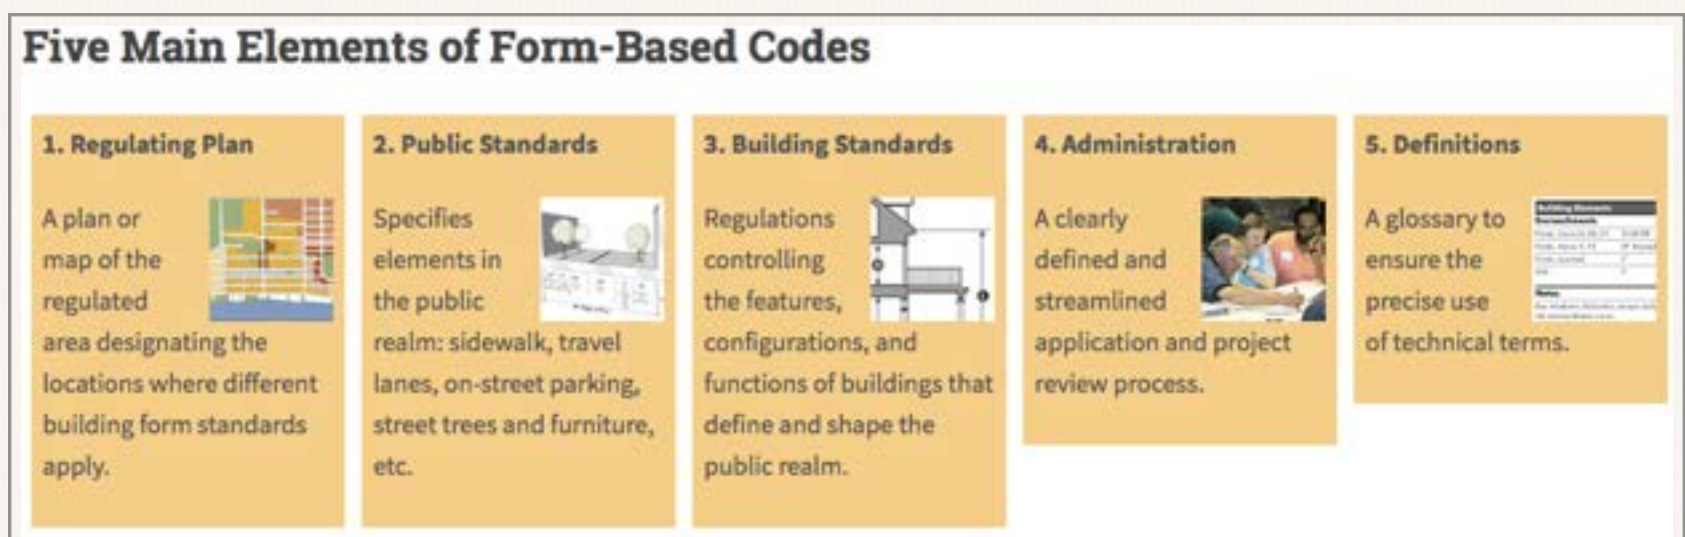 Five Main Elements of Form-Based Codes
1. Regulating Plan
A plan or
map of the
regulated
area designating the
locations where different
building form standards
apply.
2. Public Standards
Specifies
elements in
the public
realm: sidewalk, travel
lanes, on-street parking,
street trees and furniture,
etc.
3. Building Standards
Regulations
controlling
the features,
configurations, and
functions of buildings that
define and shape the
public realm.
4. Administration
A clearly
defined and
streamlined
application and project
review process.
5. Definitions
A glossary to
ensure the
precise use
of technical terms.
Building Elements
Encroachments
Notes